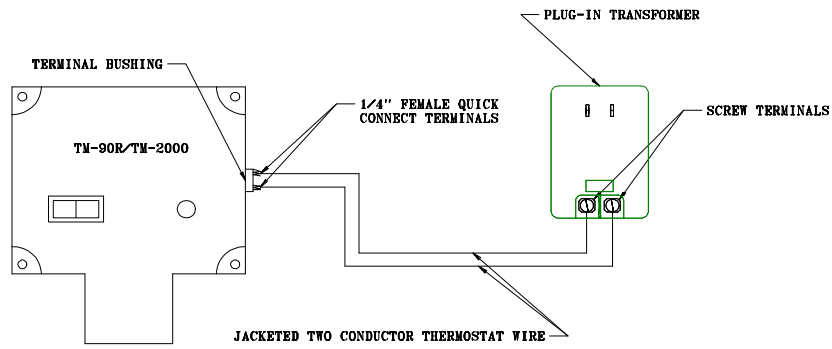 PLUG-IN TRANSFORMER
TERMINAL BUSHING
1/4" FEMALE QUICK
CONNECT TERMINALS
SCREW TERMINALS
TM-90R/TM-2000
JACKETED TWO CONDUCTOR THERMOSTAT WIRE